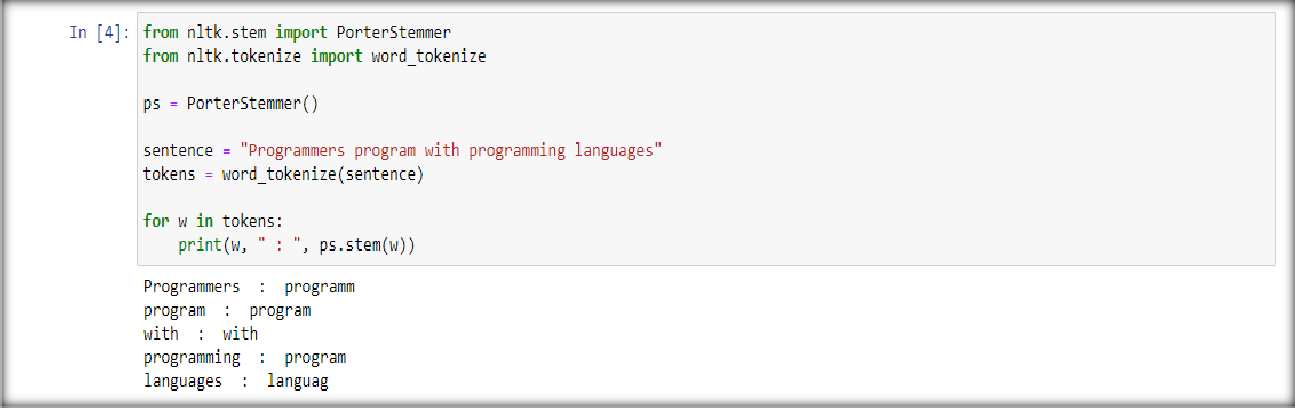 In [4]: from nltk.stem import PorterStemmer
from nltk.tokenize import word_tokenize
ps = PorterStemmer()
sentence = "Programmers program with programming languages"
tokens = word_tokenize(sentence)
for w in tokens:
    print(w, " : ", ps.stem(w))
Programmers  :  programm
program  :  program
with  :  with
programming  :  program
languages  :  languag